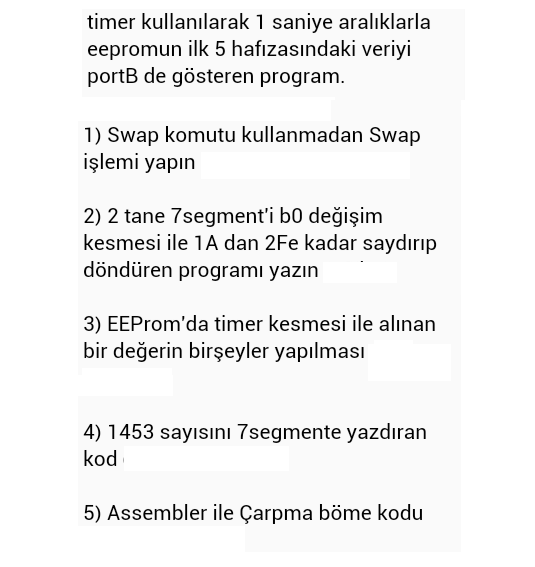 timer kullanılarak 1 saniye aralıklarla
eepromun ilk 5 hafızasındaki veriyi
portB de gösteren program.
1) Swap komutu kullanmadan Swap
işlemi yapın
2) 2 tane 7segment'i b0 değişim
kesmesi ile 1A dan 2Fe kadar saydırıp
döndüren programı yazın
3) EEProm'da timer kesmesi ile alınan
bir değerin birşeyler yapılması
4) 1453 sayısını 7segmente yazdıran
kod
5) Assembler ile Çarpma böme kodu